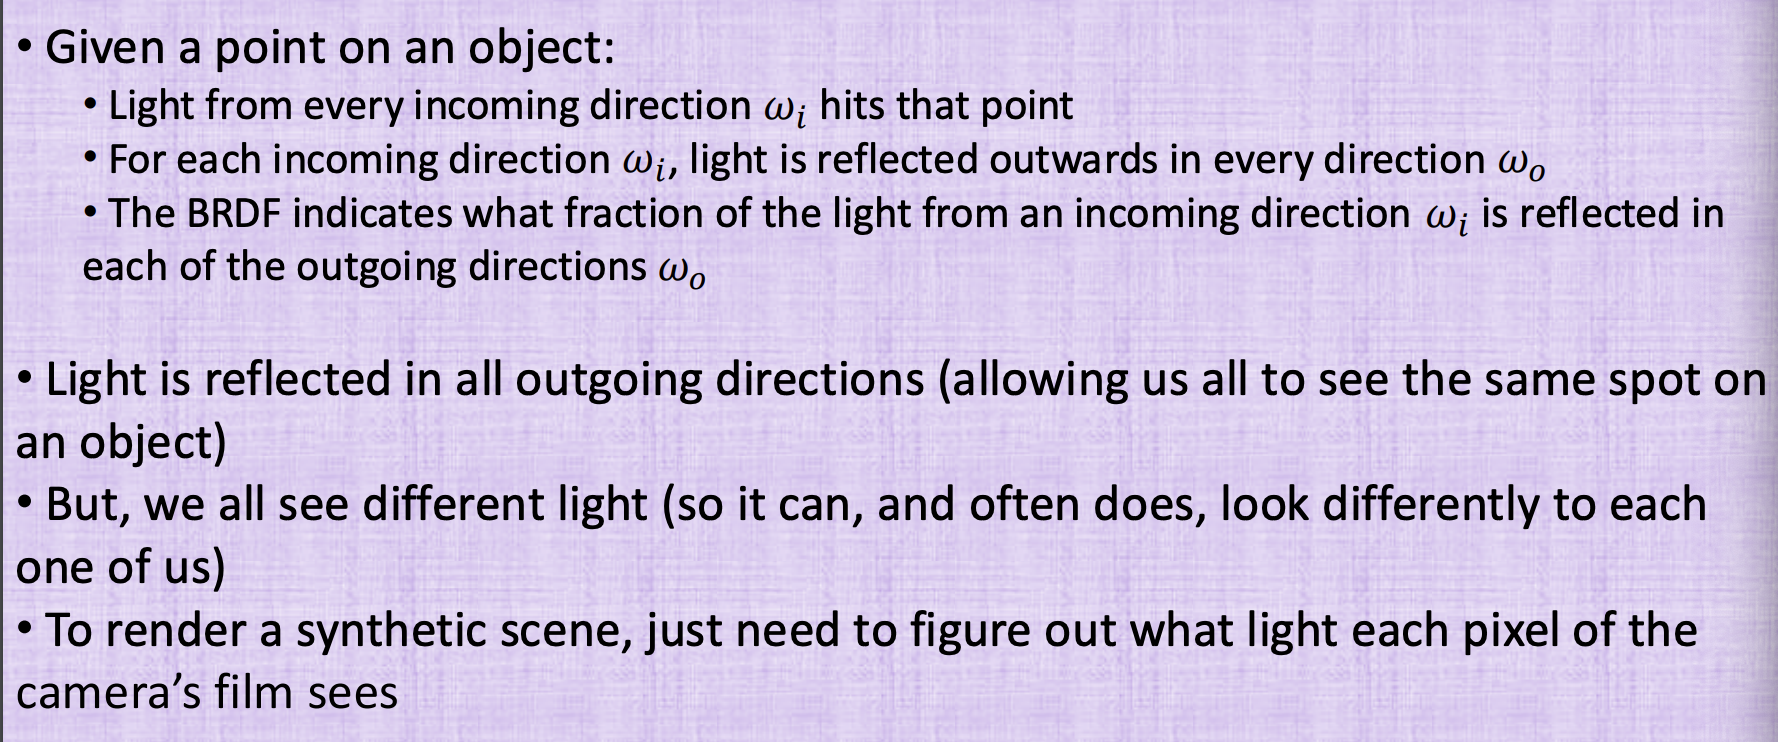 • Given a point on an object:
• Light from every incoming direction ωᵢ hits that point
• For each incoming direction ωᵢ, light is reflected outwards in every direction ωₒ
• The BRDF indicates what fraction of the light from an incoming direction ωᵢ is reflected in
each of the outgoing directions ωₒ
• Light is reflected in all outgoing directions (allowing us all to see the same spot on
an object)
• But, we all see different light (so it can, and often does, look differently to each
one of us)
• To render a synthetic scene, just need to figure out what light each pixel of the
camera’s film sees